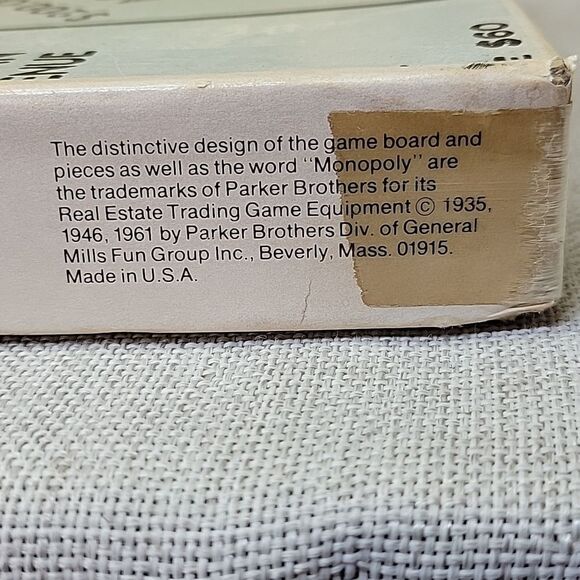 $60
The distinctive design of the game board and
pieces as well as the word "Monopoly" are
the trademarks of Parker Brothers for its
Real Estate Trading Game Equipment © 1935,
1946, 1961 by Parker Brothers Div. of General
Mills Fun Group Inc., Beverly, Mass. 01915.
Made in U.S.A.